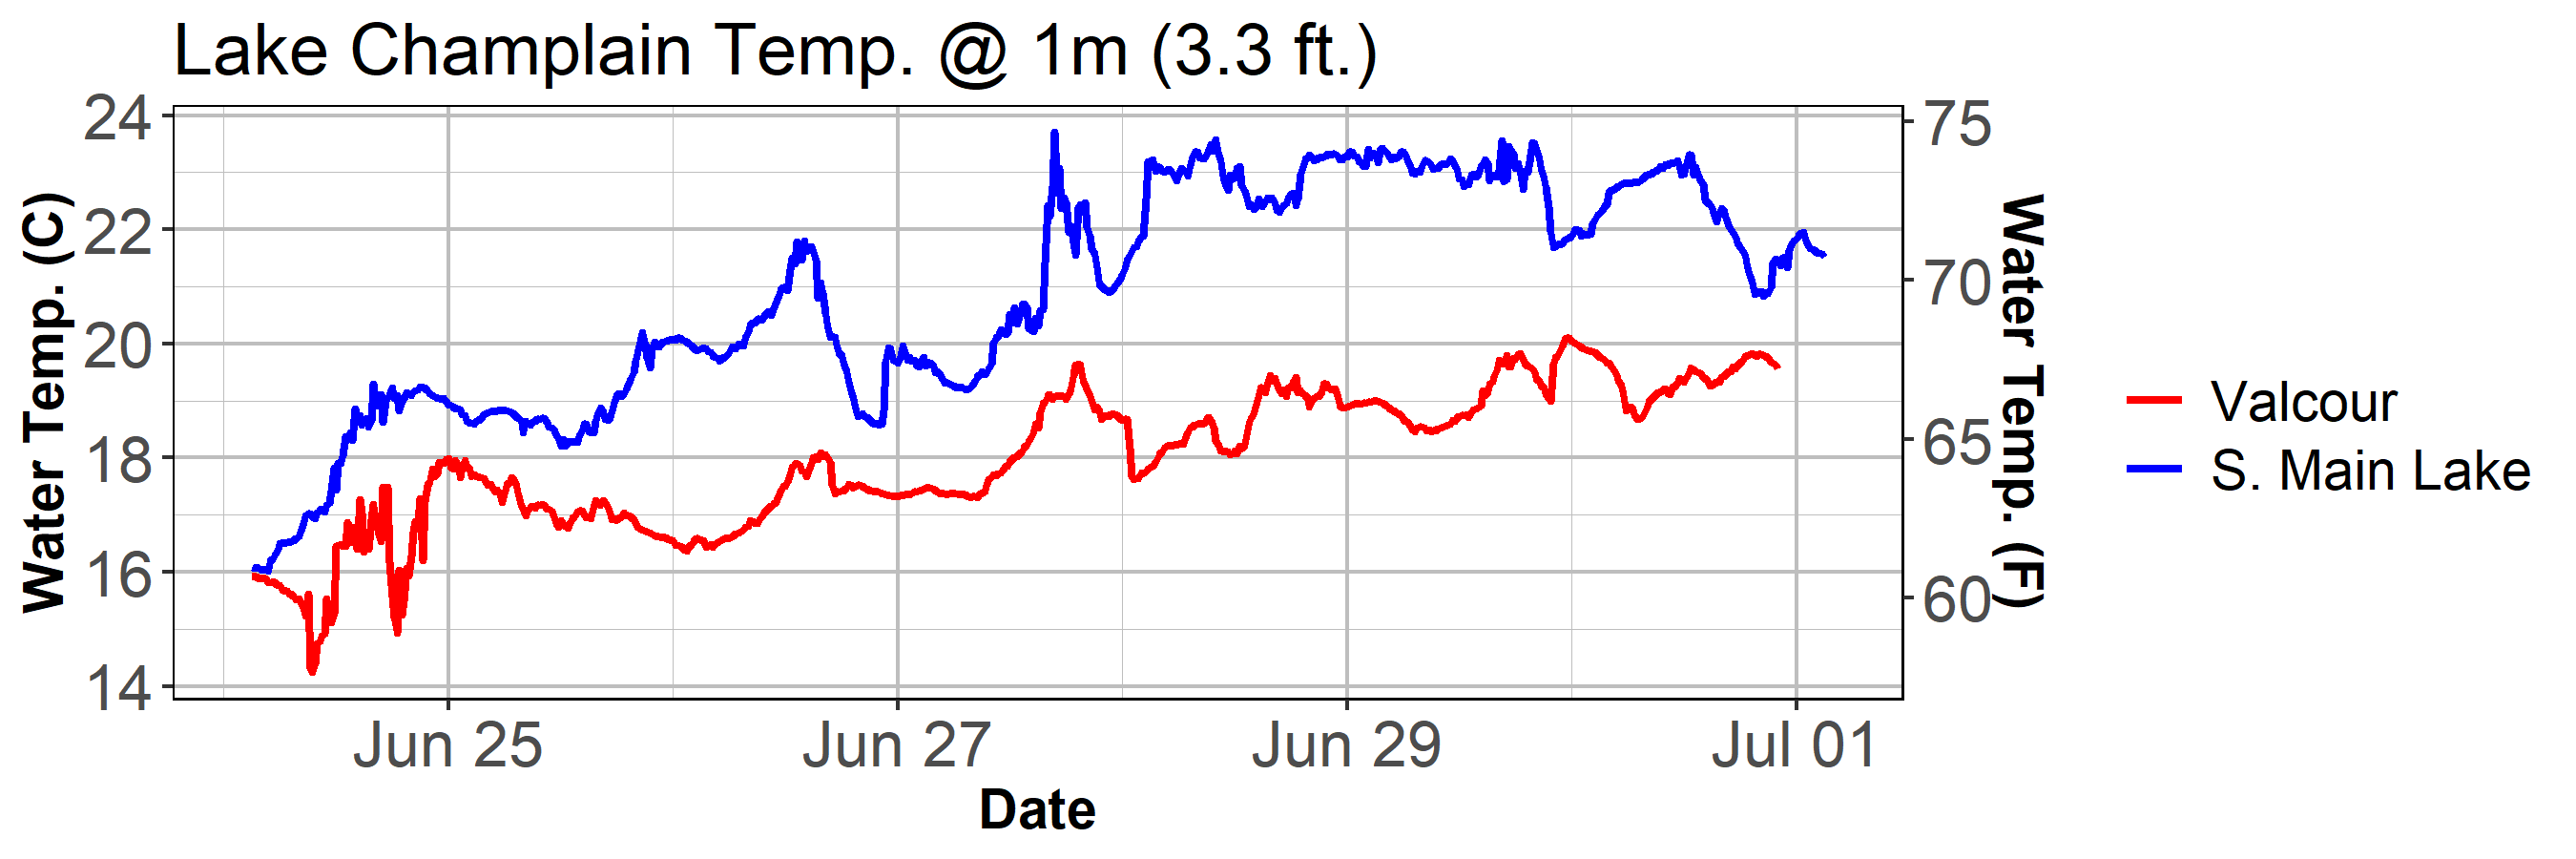 Lake Champlain Temp. @ 1m (3.3 ft.)
24
22
20
18
16
14
Water Temp. (C)
75
70
65
60
Water Temp. (F)
Jun 25
Jun 27
Jun 29
Jul 01
Date
Valcour
S. Main Lake